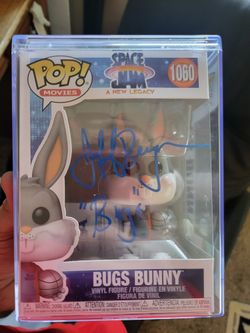 POP!
MOVIES
SPACE JAM
A NEW LEGACY
1060
"Bugs"
BUGS BUNNY
VINYL FIGURE / FIGURINE EN VINYLE
FIGURA DE VINIL